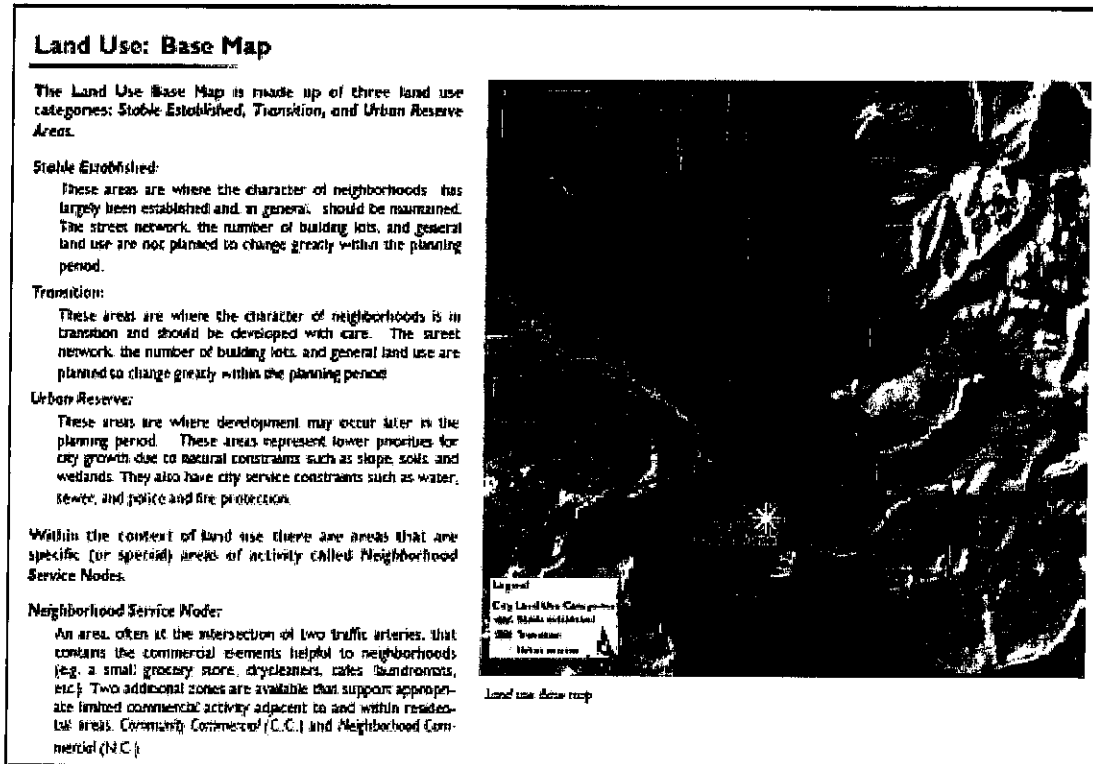 Land Use: Base Map
The Land Use Base Map is made up of three land use
categories: Stable Established, Transition, and Urban Reserve
Areas.
Stable Established:
These areas are where the character of neighborhoods has
largely been established and, in general, should be maintained.
The street network, the number of building lots, and general
land use are not planned to change greatly within the planning
period.
Transition:
These areas are where the character of neighborhoods is in
transition and should be developed with care. The street
network, the number of building lots, and general land use are
planned to change greatly within the planning period
Urban Reserve:
These areas are where development may occur later in the
planning period. These areas represent lower priorities for
city growth due to natural constraints such as slope, soils, and
wetlands. They also have city service constraints such as water,
sewer, and police and fire protection.
Within the context of land use there are areas that are
specific (or special) areas of activity called Neighborhood
Service Nodes.
Neighborhood Service Node:
An area, often at the intersection of two traffic arteries, that
contains the commercial elements helpful to neighborhoods
(e.g. a small grocery store, drycleaners, cafes, laundromats,
etc.). Two additional zones are available that support appropri-
ate limited commercial activity adjacent to and within residen-
tial areas, Community Commercial (C.C.) and Neighborhood Com-
mercial (N.C.)
Legend
City Land Use Categories
Stable established
Transition
Urban reserve
Land use base map